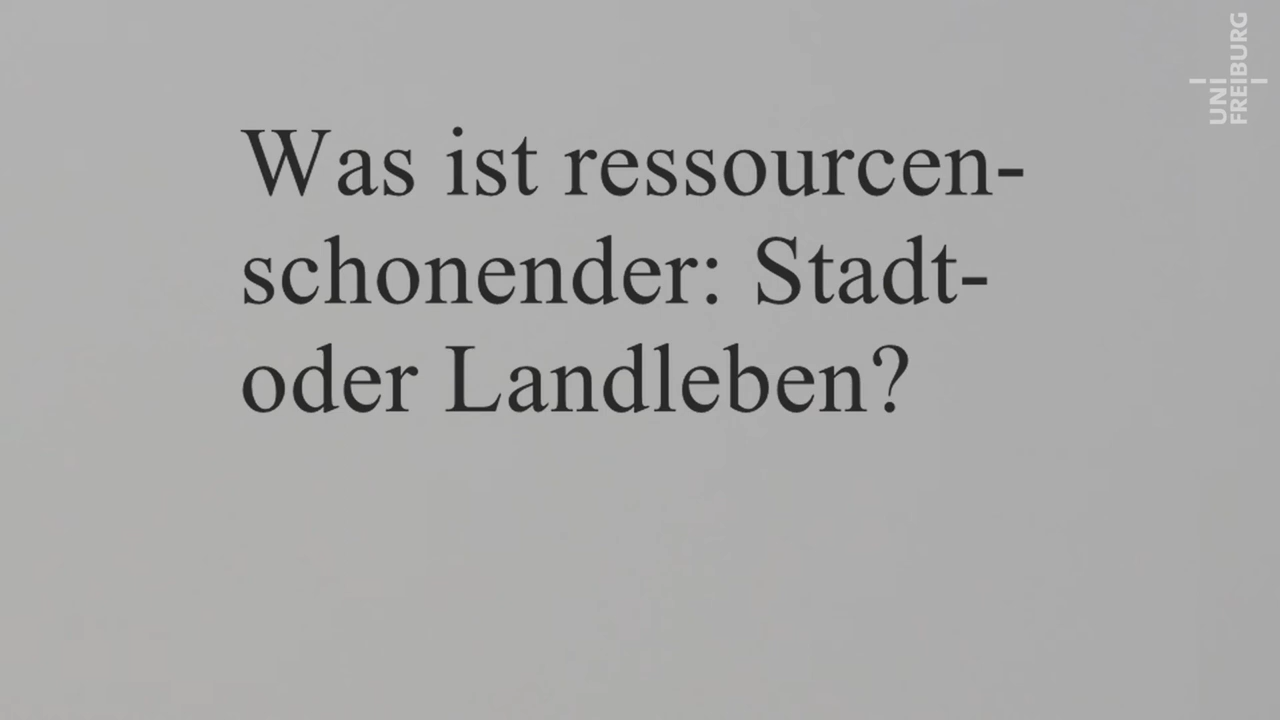 Was ist ressourcen-
schonender: Stadt-
oder Landleben?
UNI
FREIBURG